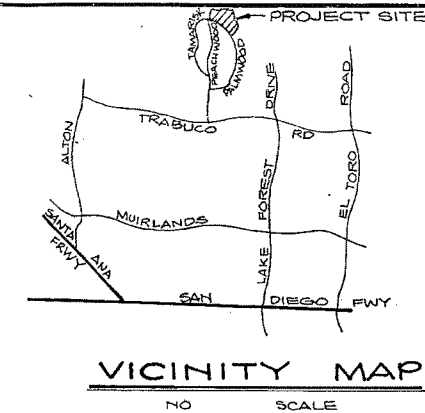 PROJECT SITE
TAMARISK
PEACHWOOD
PALMWOOD
DRIVE
ROAD
TRABUCO RD
ALTON
FOREST
EL TORO
MUIRLANDS
SANTA ANA
FRWY
LAKE
SAN DIEGO FWY
VICINITY MAP
NO SCALE